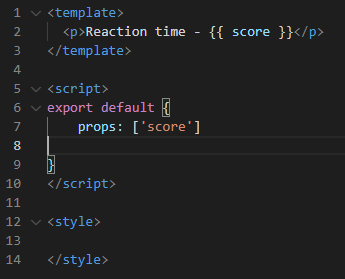 1 <template>
2   <p>Reaction time - {{ score }}</p>
3 </template>
4
5 <script>
6 export default {
7     props: ['score']
8
9 }
10 </script>
11
12 <style>
13
14 </style>